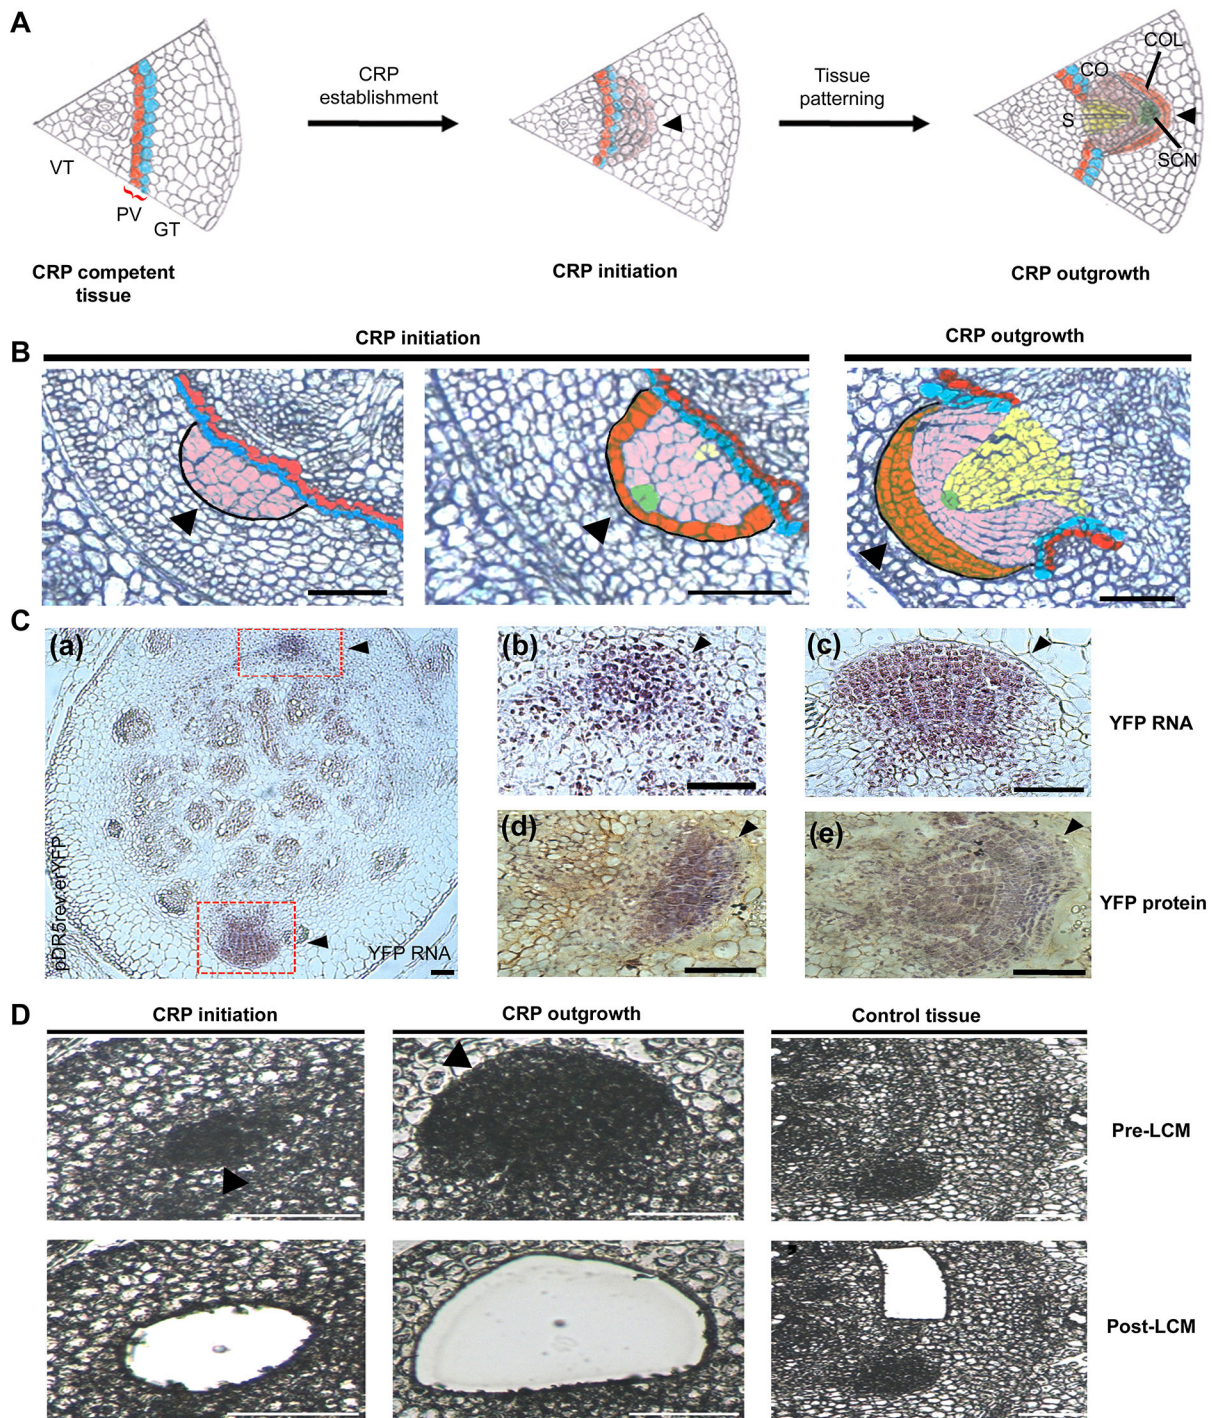 A
CRP
establishment
Tissue
patterning
COL
CO
S
SCN
VT
PV
GT
CRP competent
tissue
CRP initiation
CRP outgrowth
B
CRP initiation
CRP outgrowth
C
(a)
(b)
(c)
YFP RNA
pDR5rev:erYFP
YFP RNA
(d)
(e)
YFP protein
D
CRP initiation
CRP outgrowth
Control tissue
Pre-LCM
Post-LCM